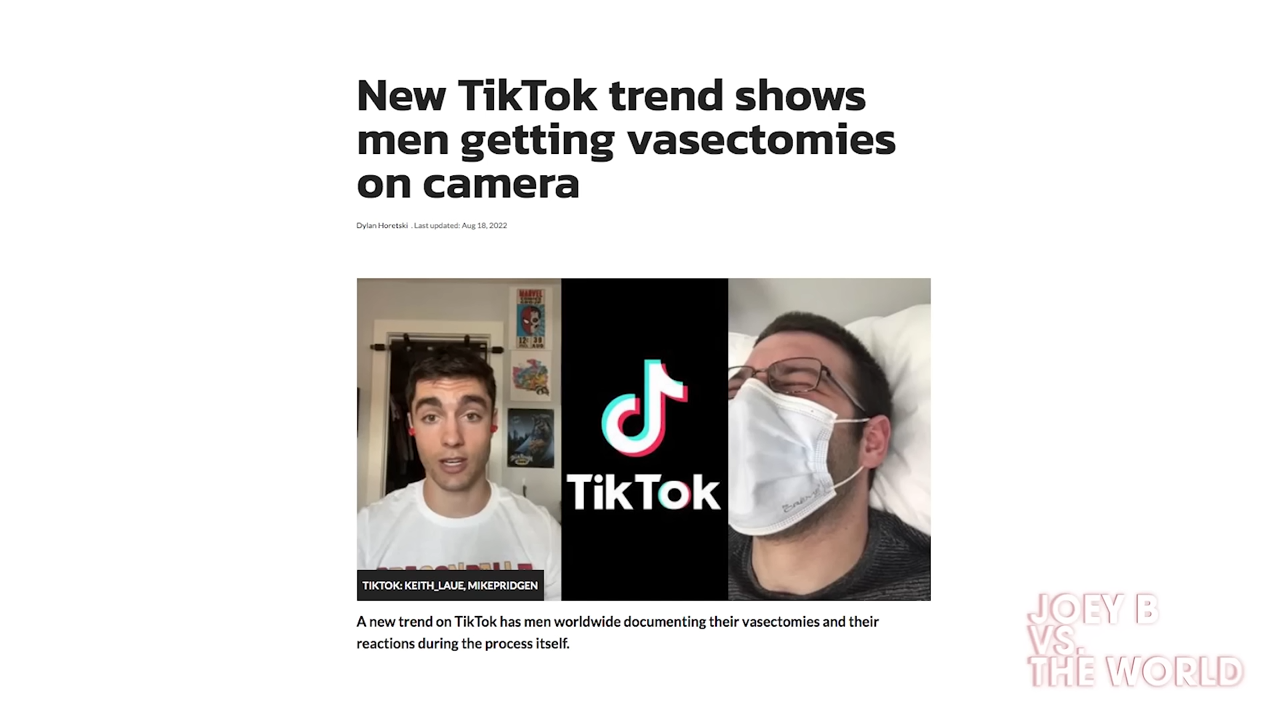 New TikTok trend shows
men getting vasectomies
on camera
Dylan Horetski . Last updated: Aug 18, 2022
MARVEL
TikTok
TIKTOK: KEITH_LAUE, MIKEPRIDGEN
A new trend on TikTok has men worldwide documenting their vasectomies and their
reactions during the process itself.
JOEY B
VS.
THE WORLD